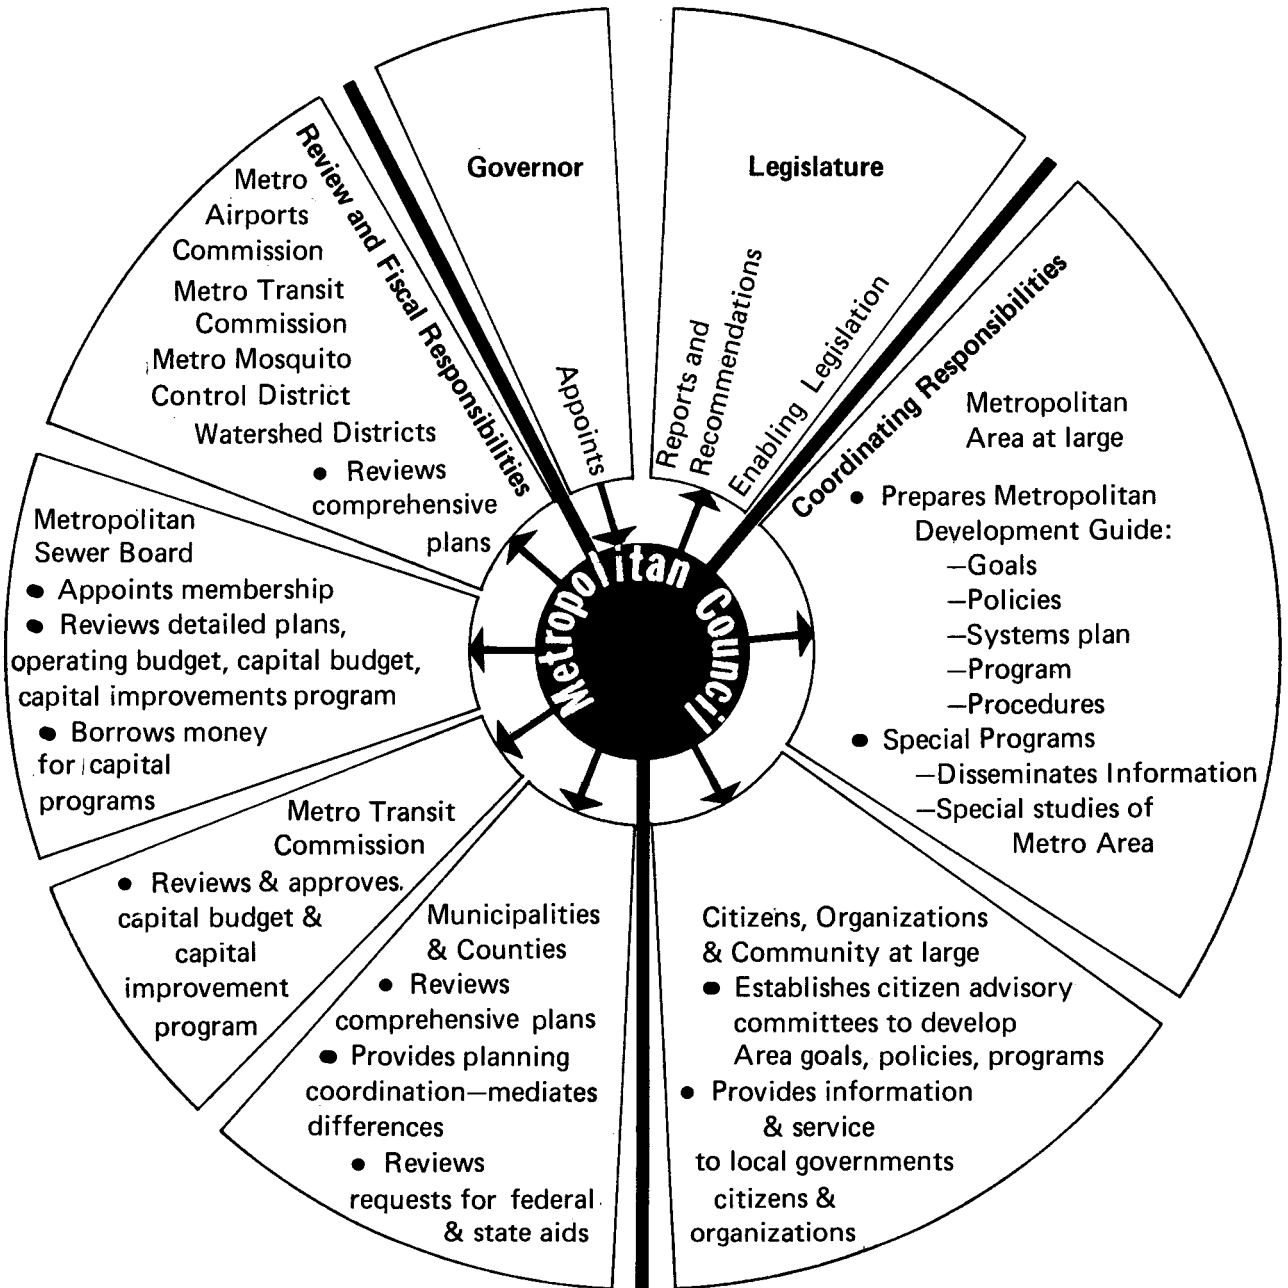 Governor
Appoints
Legislature
Reports and
Recommendations
Enabling Legislation
Coordinating Responsibilities
Metropolitan
Area at large
● Prepares Metropolitan
Development Guide:
—Goals
—Policies
—Systems plan
—Program
—Procedures
● Special Programs
—Disseminates Information
—Special studies of
Metro Area
Citizens, Organizations
& Community at large
● Establishes citizen advisory
committees to develop
Area goals, policies, programs
● Provides information
& service
to local governments
citizens &
organizations
Municipalities
& Counties
● Reviews
comprehensive plans
● Provides planning
coordination—mediates
differences
● Reviews
requests for federal
& state aids
Metro Transit
Commission
● Reviews & approves.
capital budget &
capital
improvement
program
Metropolitan
Sewer Board
● Appoints membership
● Reviews detailed plans,
operating budget, capital budget,
capital improvements program
● Borrows money
for capital
programs
Review and Fiscal Responsibilities
Metro
Airports
Commission
Metro Transit
Commission
Metro Mosquito
Control District
Watershed Districts
● Reviews
comprehensive
plans
Metropolitan Council